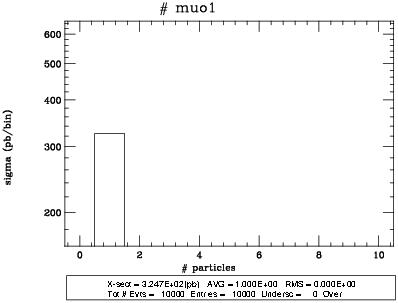 # muo1
600
500
400
300
200
sigma (pb/bin)
0 2 4 6 8 10
# particles
X-sect = 3.247E+02(pb) AVG = 1.000E+00 RMS = 0.000E+00
Tot # Evts = 10000 Entries = 10000 Undersc = 0 Over